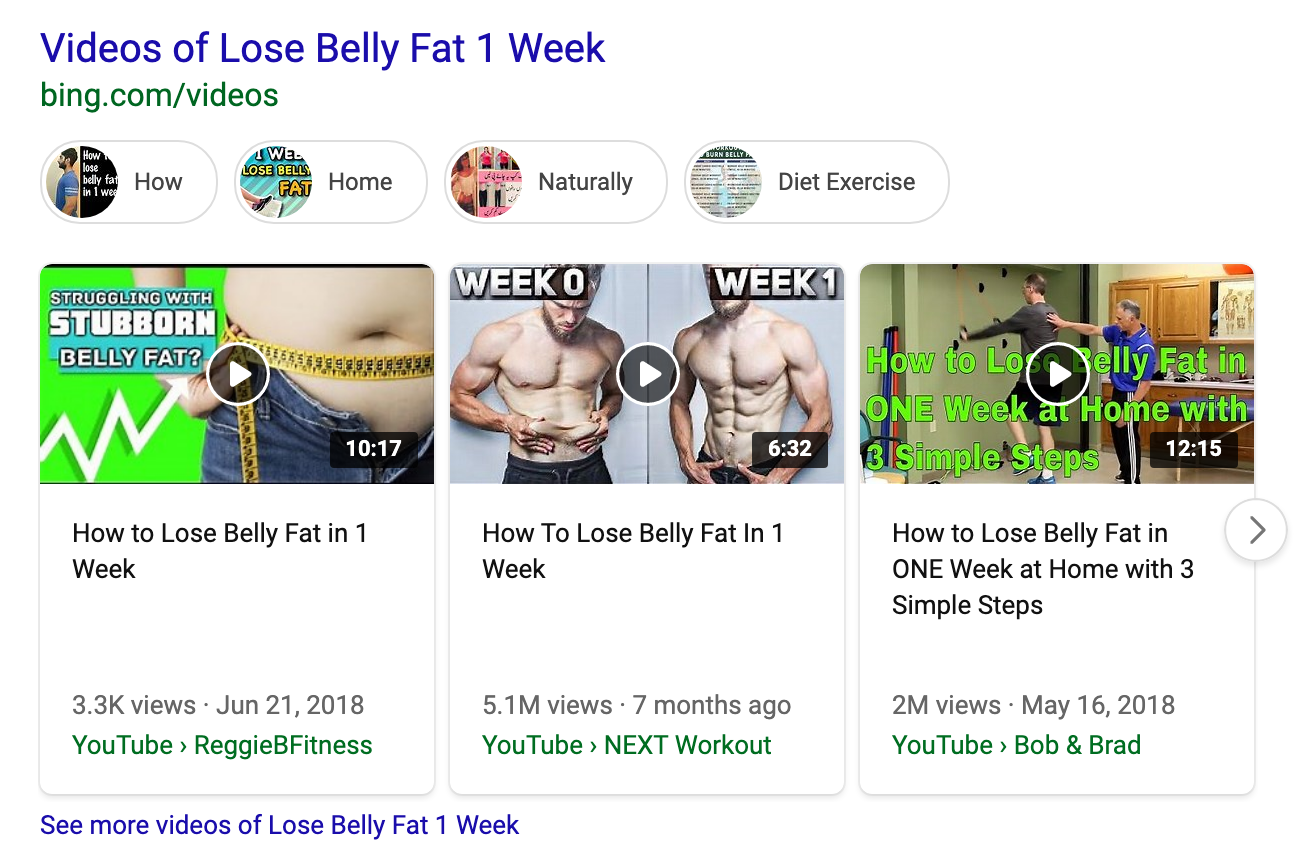 Videos of Lose Belly Fat 1 Week
bing.com/videos
How
lose
belly fat
in 1 wee
How
1 WEE
LOSE BELLY
FAT
Home
Naturally
BURN BELLY
Diet Exercise
STRUGGLING WITH
STUBBORN
BELLY FAT?
10:17
WEEK 0
WEEK 1
6:32
How to Lose Belly Fat in
ONE Week at Home with
3 Simple Steps
12:15
How to Lose Belly Fat in 1
Week
How To Lose Belly Fat In 1
Week
How to Lose Belly Fat in
ONE Week at Home with 3
Simple Steps
3.3K views · Jun 21, 2018
YouTube › ReggieBFitness
5.1M views · 7 months ago
YouTube › NEXT Workout
2M views · May 16, 2018
YouTube › Bob & Brad
See more videos of Lose Belly Fat 1 Week